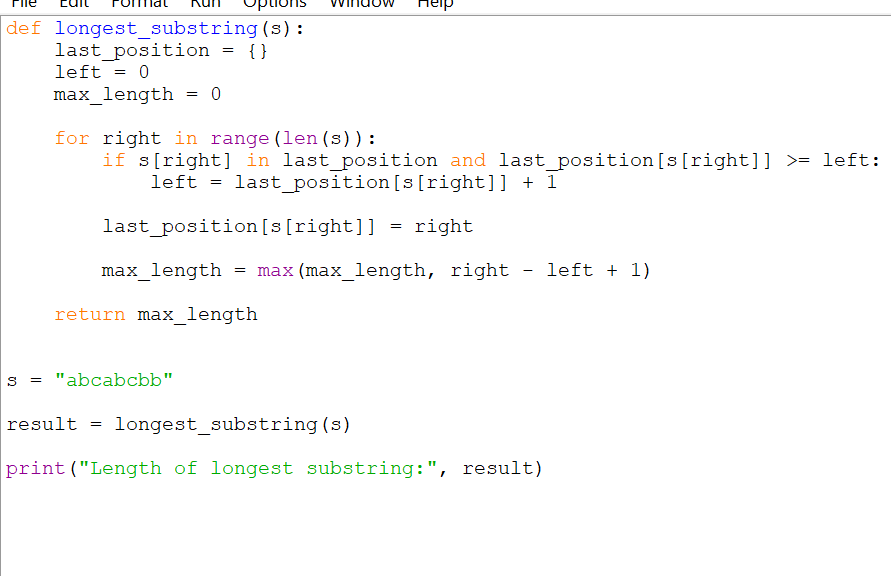 File Edit Format Run Options Window Help
def longest_substring(s):
    last_position = {}
    left = 0
    max_length = 0

    for right in range(len(s)):
        if s[right] in last_position and last_position[s[right]] >= left:
            left = last_position[s[right]] + 1

        last_position[s[right]] = right

        max_length = max(max_length, right - left + 1)

    return max_length


s = "abcabcbb"

result = longest_substring(s)

print("Length of longest substring:", result)